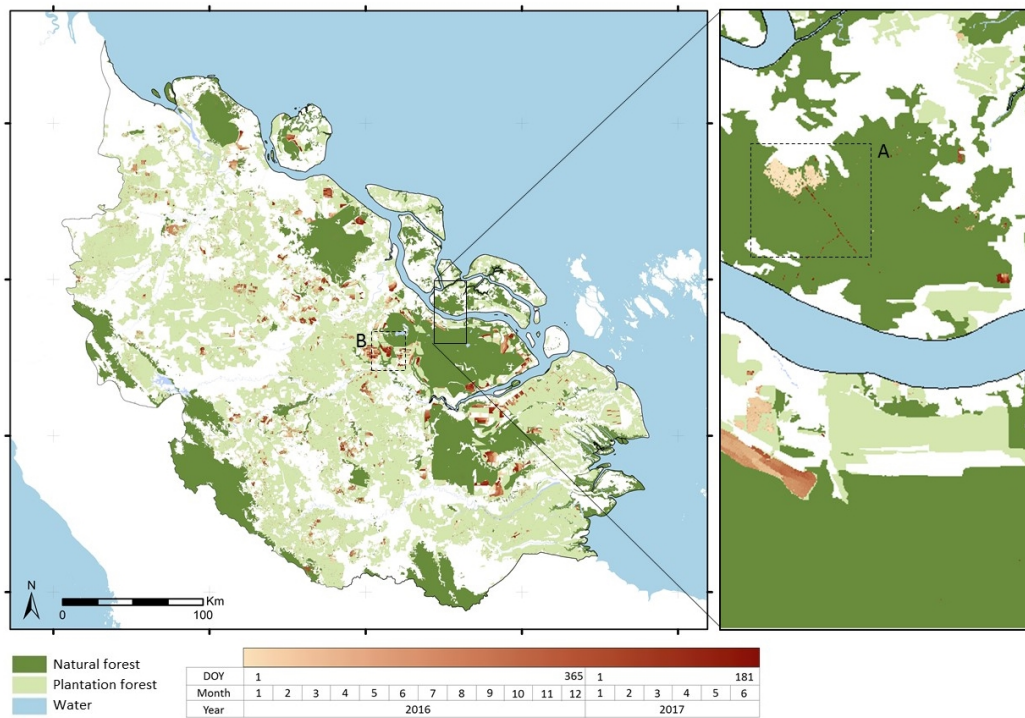 A
B
N
Km
0 100
Natural forest
Plantation forest
Water
DOY 1 365 1 181
Month 1 2 3 4 5 6 7 8 9 10 11 12 1 2 3 4 5 6
Year 2016 2017